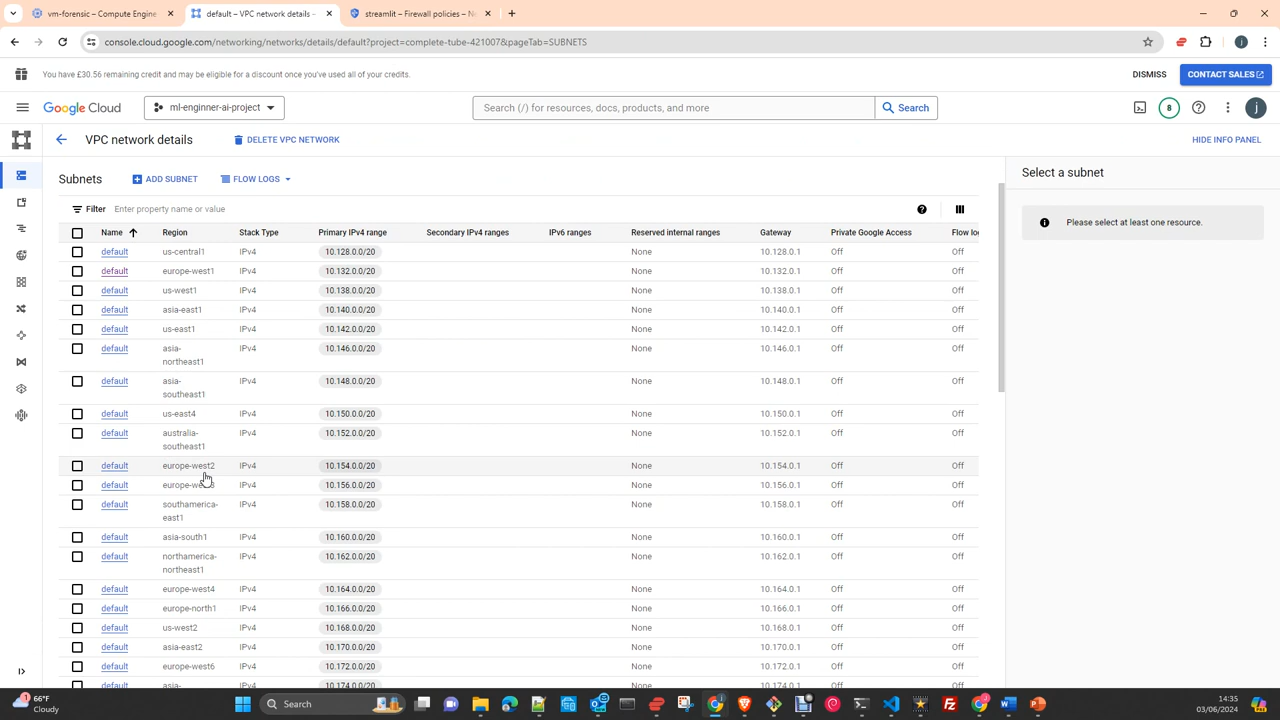 vm-forensic – Compute Engine
default – VPC network details –
streamlit – Firewall policies – Ne
console.cloud.google.com/networking/networks/details/default?project=complete-tube-421007&pageTab=SUBNETS
You have £30.56 remaining credit and may be eligible for a discount once you've used all of your credits.
DISMISS
CONTACT SALES
Google Cloud
ml-enginner-ai-project
Search (/) for resources, docs, products, and more
Search
8
j
VPC network details
DELETE VPC NETWORK
HIDE INFO PANEL
Subnets
ADD SUBNET
FLOW LOGS
Select a subnet
Please select at least one resource.
Filter Enter property name or value
Name Region Stack Type Primary IPv4 range Secondary IPv4 ranges IPv6 ranges Reserved internal ranges Gateway Private Google Access Flow lo
default us-central1 IPv4 10.128.0.0/20 None 10.128.0.1 Off Off
default europe-west1 IPv4 10.132.0.0/20 None 10.132.0.1 Off Off
default us-west1 IPv4 10.138.0.0/20 None 10.138.0.1 Off Off
default asia-east1 IPv4 10.140.0.0/20 None 10.140.0.1 Off Off
default us-east1 IPv4 10.142.0.0/20 None 10.142.0.1 Off Off
default asia- IPv4 10.146.0.0/20 None 10.146.0.1 Off Off
northeast1
default asia- IPv4 10.148.0.0/20 None 10.148.0.1 Off Off
southeast1
default us-east4 IPv4 10.150.0.0/20 None 10.150.0.1 Off Off
default australia- IPv4 10.152.0.0/20 None 10.152.0.1 Off Off
southeast1
default europe-west2 IPv4 10.154.0.0/20 None 10.154.0.1 Off Off
default europe-west3 IPv4 10.156.0.0/20 None 10.156.0.1 Off Off
default southamerica- IPv4 10.158.0.0/20 None 10.158.0.1 Off Off
east1
default asia-south1 IPv4 10.160.0.0/20 None 10.160.0.1 Off Off
default northamerica- IPv4 10.162.0.0/20 None 10.162.0.1 Off Off
northeast1
default europe-west4 IPv4 10.164.0.0/20 None 10.164.0.1 Off Off
default europe-north1 IPv4 10.166.0.0/20 None 10.166.0.1 Off Off
default us-west2 IPv4 10.168.0.0/20 None 10.168.0.1 Off Off
default asia-east2 IPv4 10.170.0.0/20 None 10.170.0.1 Off Off
default europe-west6 IPv4 10.172.0.0/20 None 10.172.0.1 Off Off
default asia- IPv4 10.174.0.0/20 None 10.174.0.1 Off Off
66°F
Cloudy
Search
14:35
03/06/2024